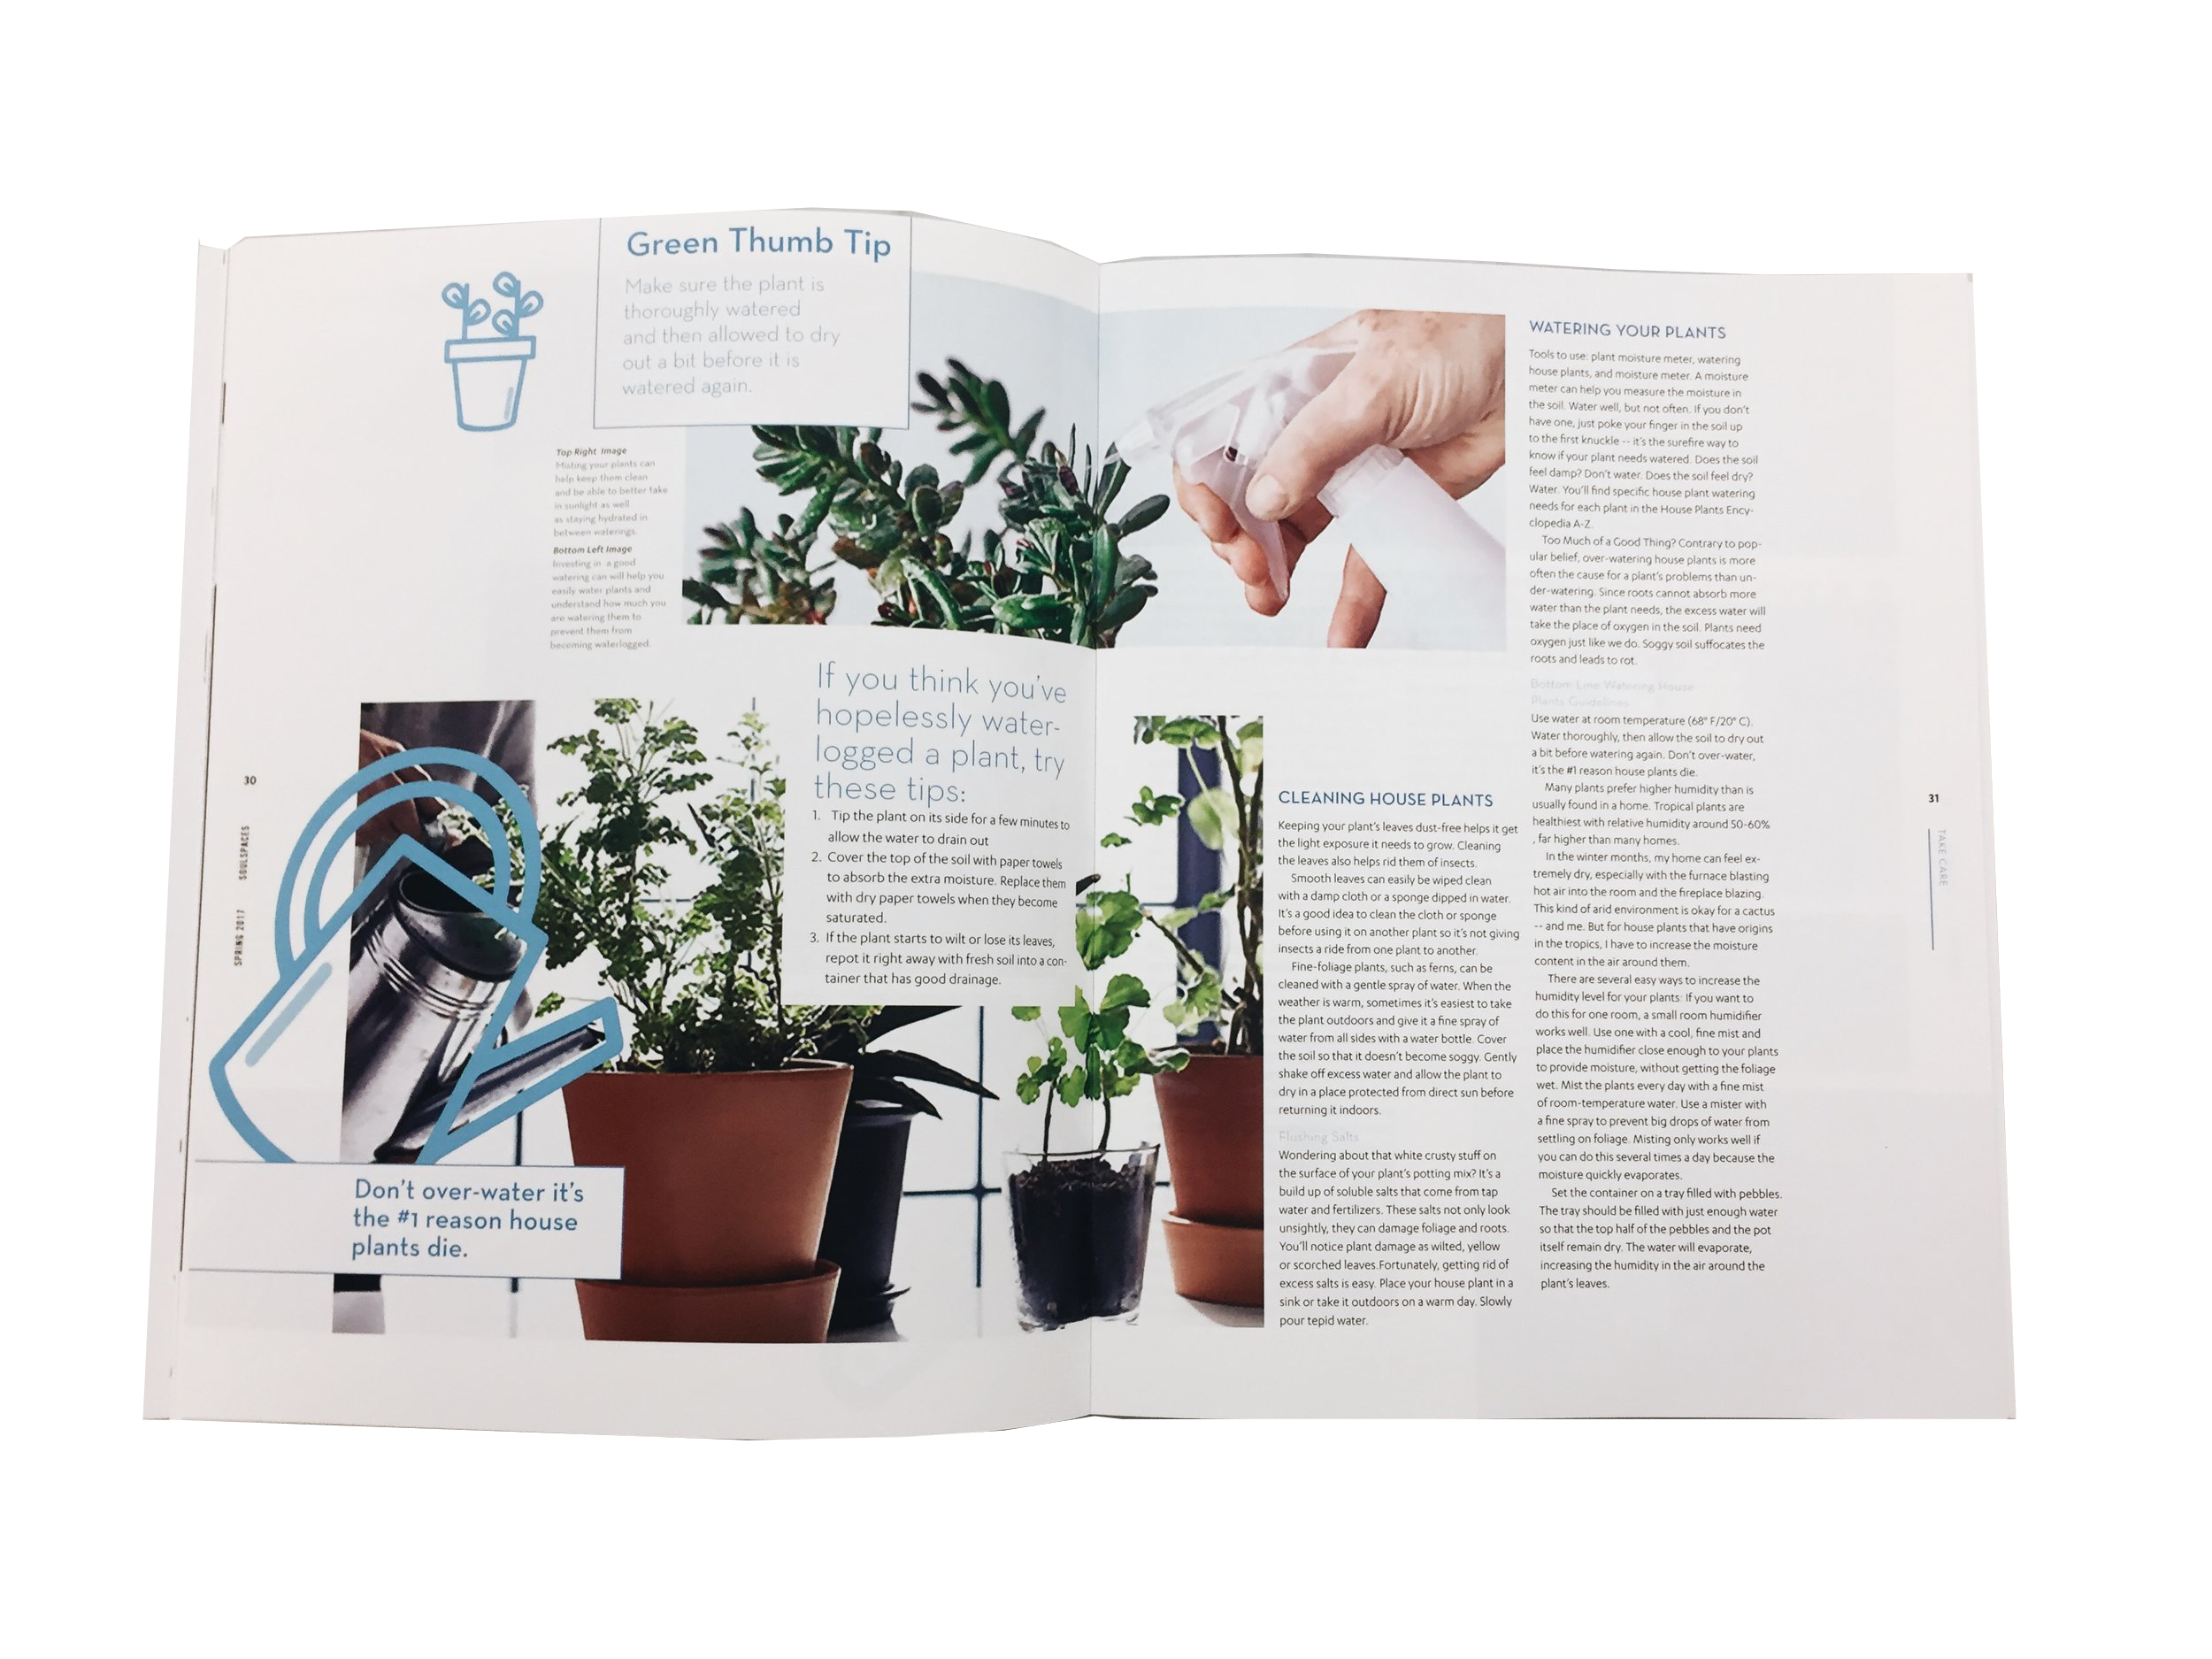 Green Thumb Tip
Make sure the plant is
thoroughly watered
and then allowed to dry
out a bit before it is
watered again.
Top Right Image
Misting your plants can
help keep them clean
and be able to better take
in sunlight as well
as staying hydrated in
between waterings.
Bottom Left Image
Investing in a good
watering can will help you
easily water plants and
understand how much you
are watering them to
prevent them from
becoming waterlogged.
If you think you've
hopelessly water-
logged a plant, try
these tips:
1. Tip the plant on its side for a few minutes to
allow the water to drain out
2. Cover the top of the soil with paper towels
to absorb the extra moisture. Replace them
with dry paper towels when they become
saturated.
3. If the plant starts to wilt or lose its leaves,
repot it right away with fresh soil into a con-
tainer that has good drainage.
30
SOULSPACES
SPRING 2017
Don't over-water it's
the #1 reason house
plants die.
CLEANING HOUSE PLANTS
Keeping your plant's leaves dust-free helps it get
the light exposure it needs to grow. Cleaning
the leaves also helps rid them of insects.
Smooth leaves can easily be wiped clean
with a damp cloth or a sponge dipped in water.
It's a good idea to clean the cloth or sponge
before using it on another plant so it's not giving
insects a ride from one plant to another.
Fine-foliage plants, such as ferns, can be
cleaned with a gentle spray of water. When the
weather is warm, sometimes it's easiest to take
the plant outdoors and give it a fine spray of
water from all sides with a water bottle. Cover
the soil so that it doesn't become soggy. Gently
shake off excess water and allow the plant to
dry in a place protected from direct sun before
returning it indoors.
Flushing Salts
Wondering about that white crusty stuff on
the surface of your plant's potting mix? It's a
build up of soluble salts that come from tap
water and fertilizers. These salts not only look
unsightly, they can damage foliage and roots.
You'll notice plant damage as wilted, yellow
or scorched leaves.Fortunately, getting rid of
excess salts is easy. Place your house plant in a
sink or take it outdoors on a warm day. Slowly
pour tepid water.
WATERING YOUR PLANTS
Tools to use: plant moisture meter, watering
house plants, and moisture meter. A moisture
meter can help you measure the moisture in
the soil. Water well, but not often. If you don't
have one, just poke your finger in the soil up
to the first knuckle -- it's the surefire way to
know if your plant needs watered. Does the soil
feel damp? Don't water. Does the soil feel dry?
Water. You'll find specific house plant watering
needs for each plant in the House Plants Ency-
clopedia A-Z.
Too Much of a Good Thing? Contrary to pop-
ular belief, over-watering house plants is more
often the cause for a plant's problems than un-
der-watering. Since roots cannot absorb more
water than the plant needs, the excess water will
take the place of oxygen in the soil. Plants need
oxygen just like we do. Soggy soil suffocates the
roots and leads to rot.
Bottom Line Watering House
Plants Guidelines
Use water at room temperature (68° F/20° C).
Water thoroughly, then allow the soil to dry out
a bit before watering again. Don't over-water,
it's the #1 reason house plants die.
Many plants prefer higher humidity than is
usually found in a home. Tropical plants are
healthiest with relative humidity around 50-60%
, far higher than many homes.
In the winter months, my home can feel ex-
tremely dry, especially with the furnace blasting
hot air into the room and the fireplace blazing.
This kind of arid environment is okay for a cactus
-- and me. But for house plants that have origins
in the tropics, I have to increase the moisture
content in the air around them.
There are several easy ways to increase the
humidity level for your plants: If you want to
do this for one room, a small room humidifier
works well. Use one with a cool, fine mist and
place the humidifier close enough to your plants
to provide moisture, without getting the foliage
wet. Mist the plants every day with a fine mist
of room-temperature water. Use a mister with
a fine spray to prevent big drops of water from
settling on foliage. Misting only works well if
you can do this several times a day because the
moisture quickly evaporates.
Set the container on a tray filled with pebbles.
The tray should be filled with just enough water
so that the top half of the pebbles and the pot
itself remain dry. The water will evaporate,
increasing the humidity in the air around the
plant's leaves.
31
TAKE CARE